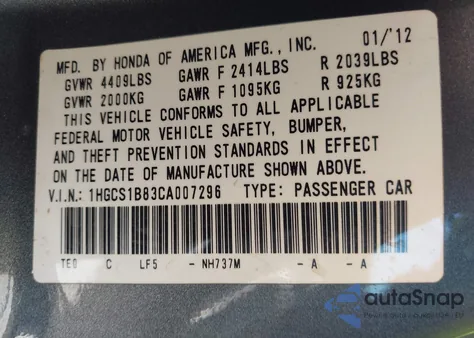 MFD. BY HONDA OF AMERICA MFG., INC. 01/'12
GVWR 4409LBS GAWR F 2414LBS R 2039LBS
GVWR 2000KG GAWR F 1095KG R 925KG
THIS VEHICLE CONFORMS TO ALL APPLICABLE
FEDERAL MOTOR VEHICLE SAFETY, BUMPER,
AND THEFT PREVENTION STANDARDS IN EFFECT
ON THE DATE OF MANUFACTURE SHOWN ABOVE.
V.I.N.: 1HGCS1B83CA007296 TYPE: PASSENGER CAR
TE0 C LF5 - NH737M - A - A
autoSnap